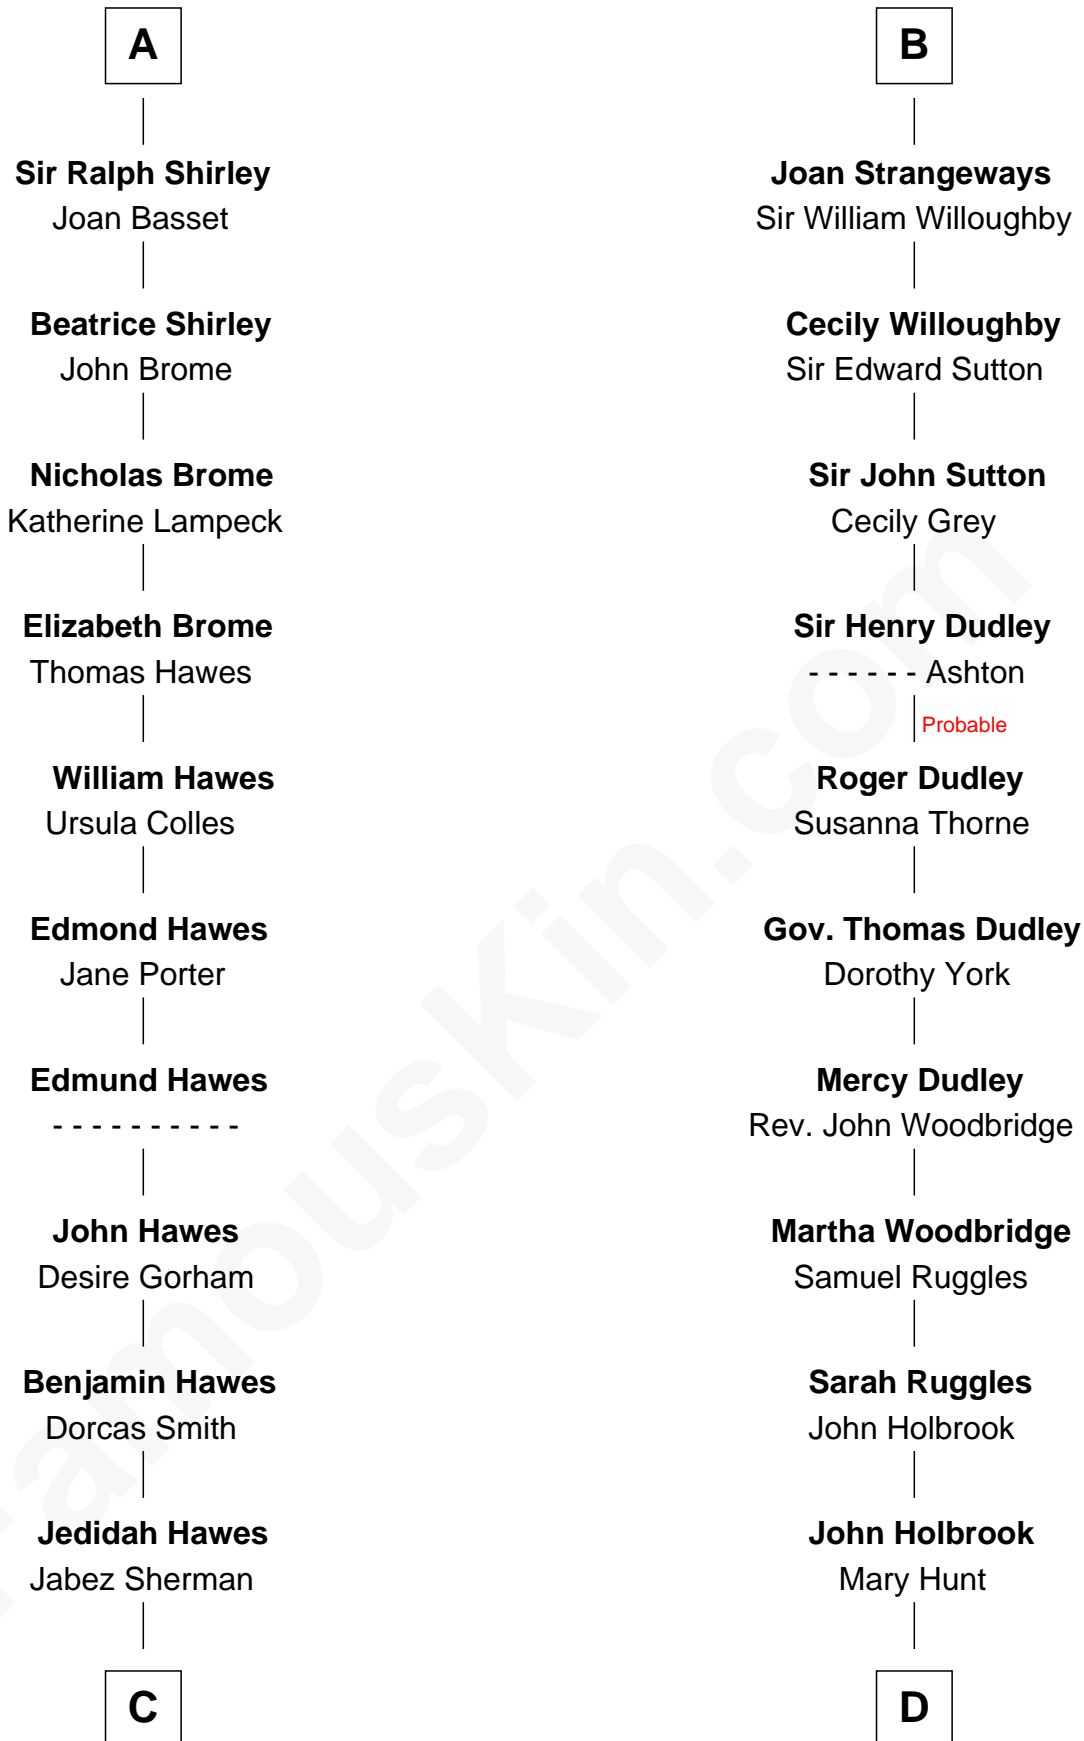 A
Sir Ralph Shirley
Joan Basset
Beatrice Shirley
John Brome
Nicholas Brome
Katherine Lampeck
Elizabeth Brome
Thomas Hawes
William Hawes
Ursula Colles
Edmond Hawes
Jane Porter
Edmund Hawes
- - - - - - - - - -
John Hawes
Desire Gorham
Benjamin Hawes
Dorcas Smith
Jedidah Hawes
Jabez Sherman
C
B
Joan Strangeways
Sir William Willoughby
Cecily Willoughby
Sir Edward Sutton
Sir John Sutton
Cecily Grey
Sir Henry Dudley
- - - - - - Ashton
Probable
Roger Dudley
Susanna Thorne
Gov. Thomas Dudley
Dorothy York
Mercy Dudley
Rev. John Woodbridge
Martha Woodbridge
Samuel Ruggles
Sarah Ruggles
John Holbrook
John Holbrook
Mary Hunt
D
FamousKin.com